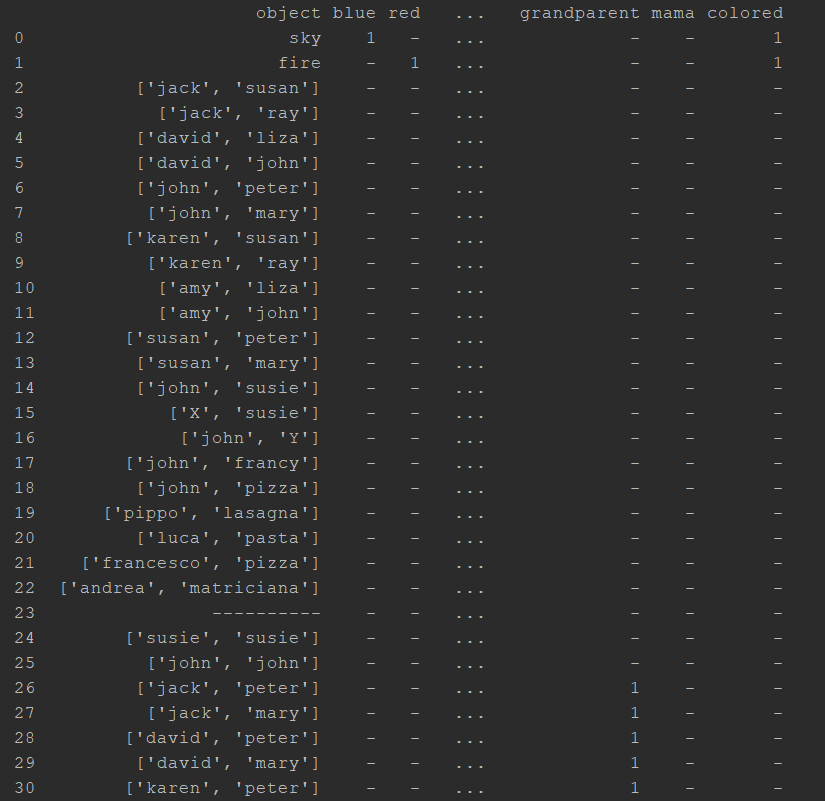 object blue red ... grandparent mama colored
0 sky 1 - ... - - 1
1 fire - 1 ... - - 1
2 ['jack', 'susan'] - - ... - - -
3 ['jack', 'ray'] - - ... - - -
4 ['david', 'liza'] - - ... - - -
5 ['david', 'john'] - - ... - - -
6 ['john', 'peter'] - - ... - - -
7 ['john', 'mary'] - - ... - - -
8 ['karen', 'susan'] - - ... - - -
9 ['karen', 'ray'] - - ... - - -
10 ['amy', 'liza'] - - ... - - -
11 ['amy', 'john'] - - ... - - -
12 ['susan', 'peter'] - - ... - - -
13 ['susan', 'mary'] - - ... - - -
14 ['john', 'susie'] - - ... - - -
15 ['X', 'susie'] - - ... - - -
16 ['john', 'Y'] - - ... - - -
17 ['john', 'francy'] - - ... - - -
18 ['john', 'pizza'] - - ... - - -
19 ['pippo', 'lasagna'] - - ... - - -
20 ['luca', 'pasta'] - - ... - - -
21 ['francesco', 'pizza'] - - ... - - -
22 ['andrea', 'matriciana'] - - ... - - -
23 ---------- - - ... - - -
24 ['susie', 'susie'] - - ... - - -
25 ['john', 'john'] - - ... - - -
26 ['jack', 'peter'] - - ... 1 - -
27 ['jack', 'mary'] - - ... 1 - -
28 ['david', 'peter'] - - ... 1 - -
29 ['david', 'mary'] - - ... 1 - -
30 ['karen', 'peter'] - - ... 1 - -